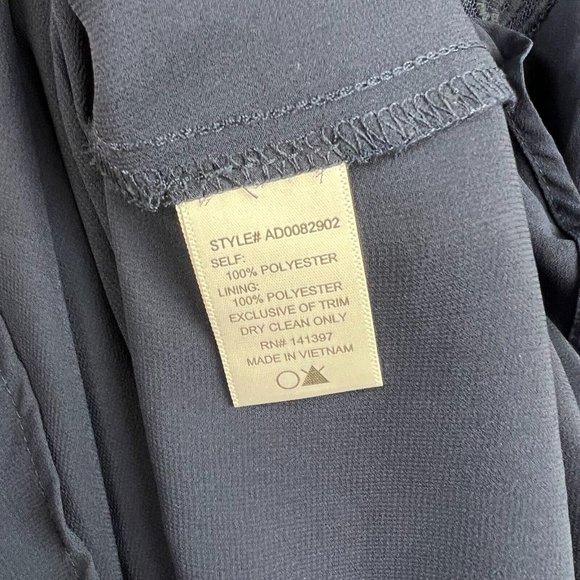 STYLE# AD0082902
SELF:
100% POLYESTER
LINING:
100% POLYESTER
EXCLUSIVE OF TRIM
DRY CLEAN ONLY
RN# 141397
MADE IN VIETNAM